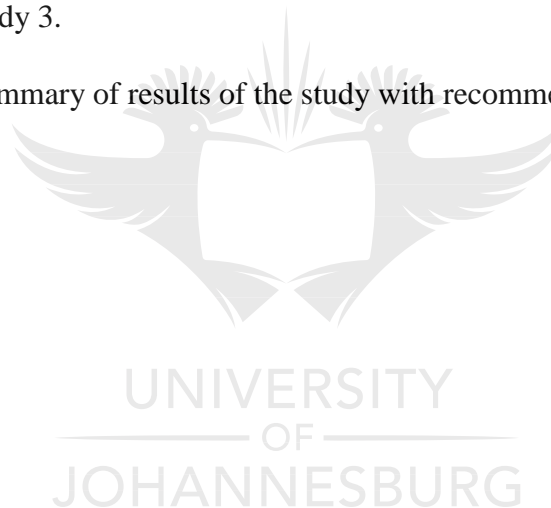 dy 3.
mmary of results of the study with recomme
UNIVERSITY
OF
JOHANNESBURG